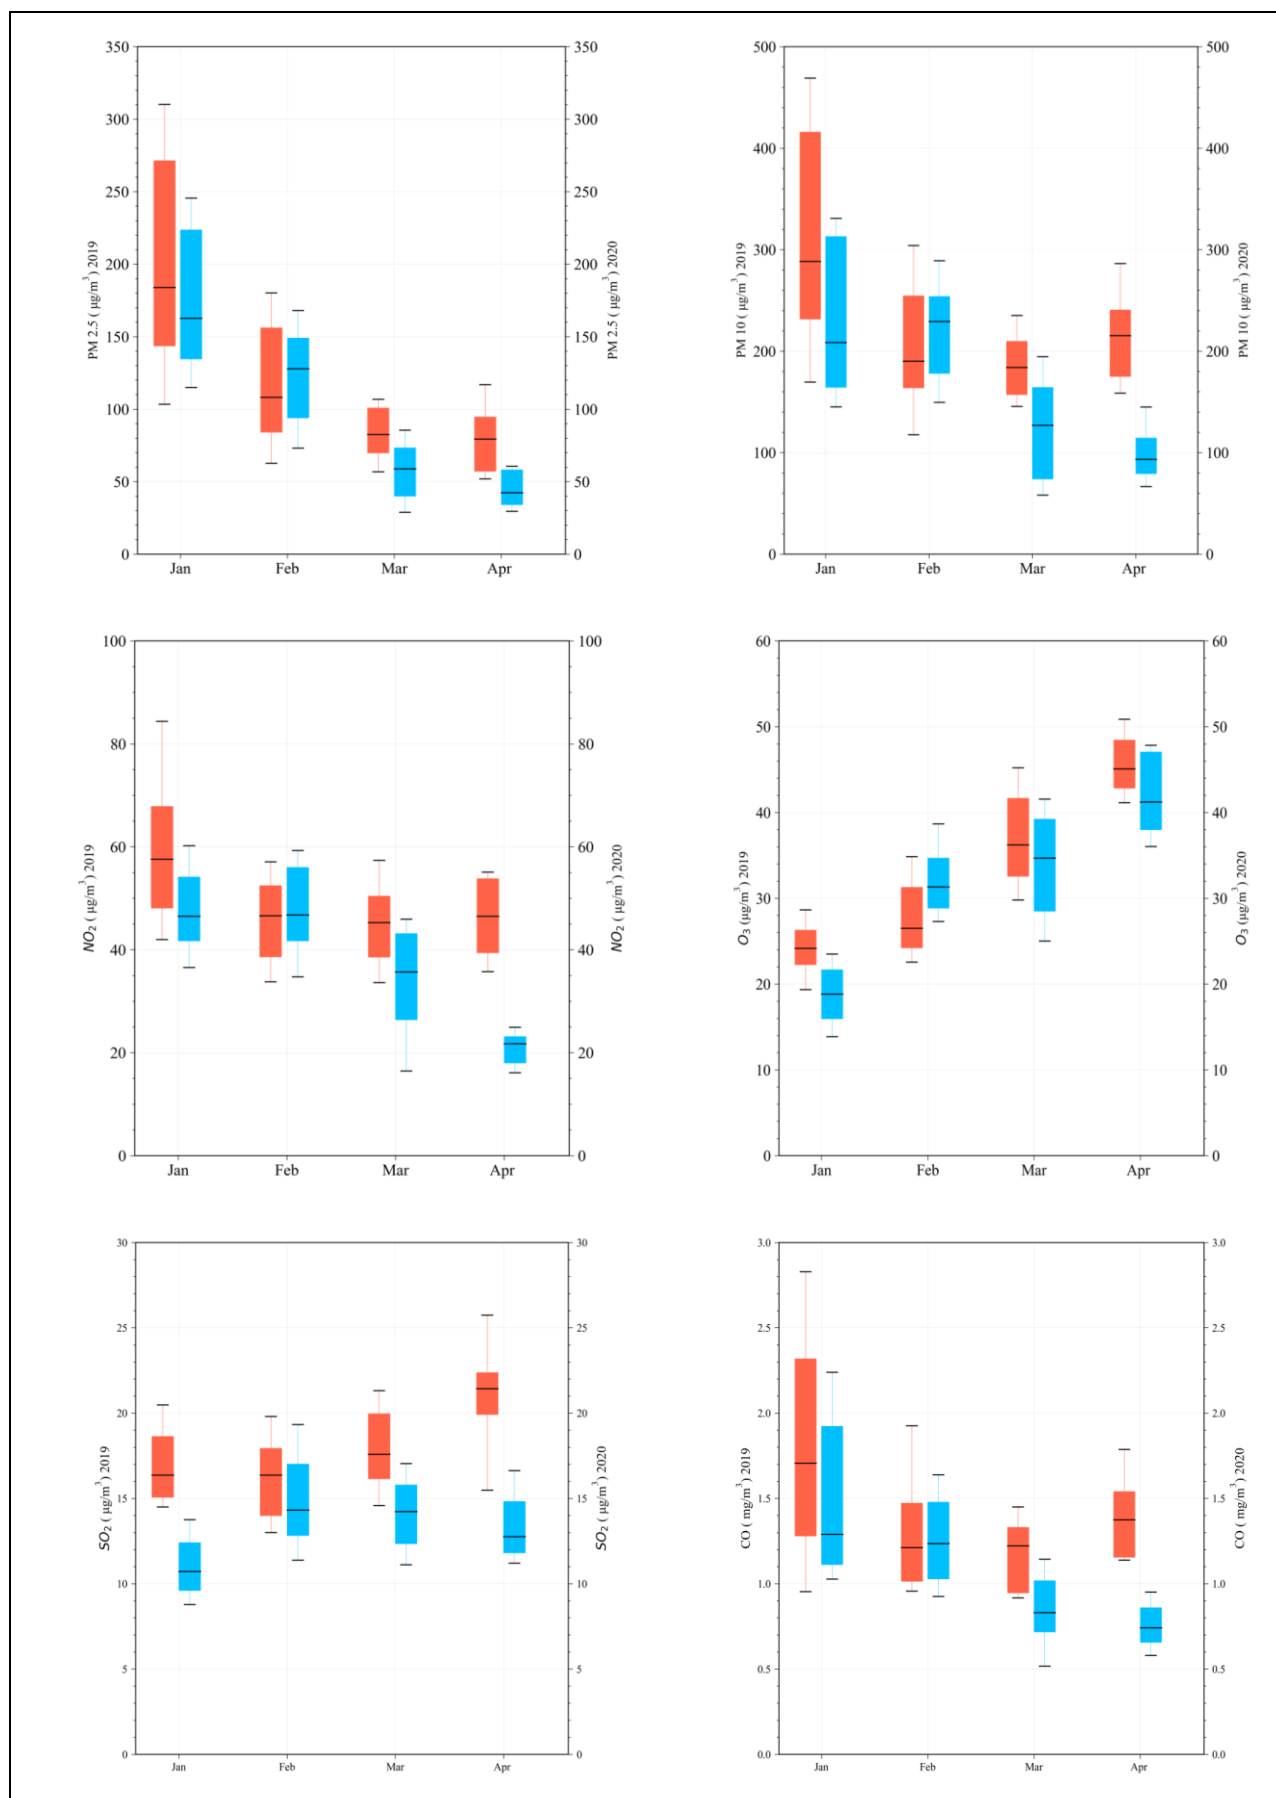 350 350
300 300
250 250
200 200
150 150
100 100
50 50
0 0
PM 2.5 ( µg/m³) 2019
PM 2.5 ( µg/m³) 2020
Jan Feb Mar Apr
500 500
400 400
300 300
200 200
100 100
0 0
PM 10 ( µg/m³) 2019
PM 10 ( µg/m³) 2020
Jan Feb Mar Apr
100 100
80 80
60 60
40 40
20 20
0 0
NO₂ ( µg/m³) 2019
NO₂ ( µg/m³) 2020
Jan Feb Mar Apr
60 60
50 50
40 40
30 30
20 20
10 10
0 0
O₃ (µg/m³) 2019
O₃ (µg/m³) 2020
Jan Feb Mar Apr
30 30
25 25
20 20
15 15
10 10
5 5
0 0
SO₂ ( µg/m³) 2019
SO₂ ( µg/m³) 2020
Jan Feb Mar Apr
3.0 3.0
2.5 2.5
2.0 2.0
1.5 1.5
1.0 1.0
0.5 0.5
0.0 0.0
CO ( mg/m³) 2019
CO ( mg/m³) 2020
Jan Feb Mar Apr